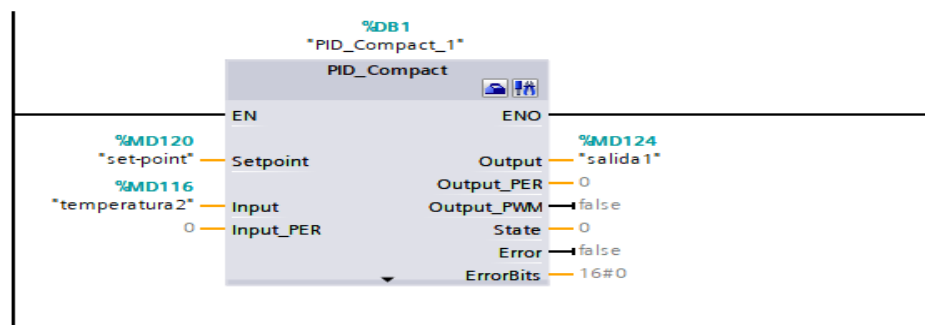 %DB1
"PID_Compact_1"
PID_Compact
EN ENO
%MD120 %MD124
"set-point" Setpoint Output "salida1"
%MD116 Output_PER 0
"temperatura2" Input Output_PWM false
0 Input_PER State 0
Error false
ErrorBits 16#0